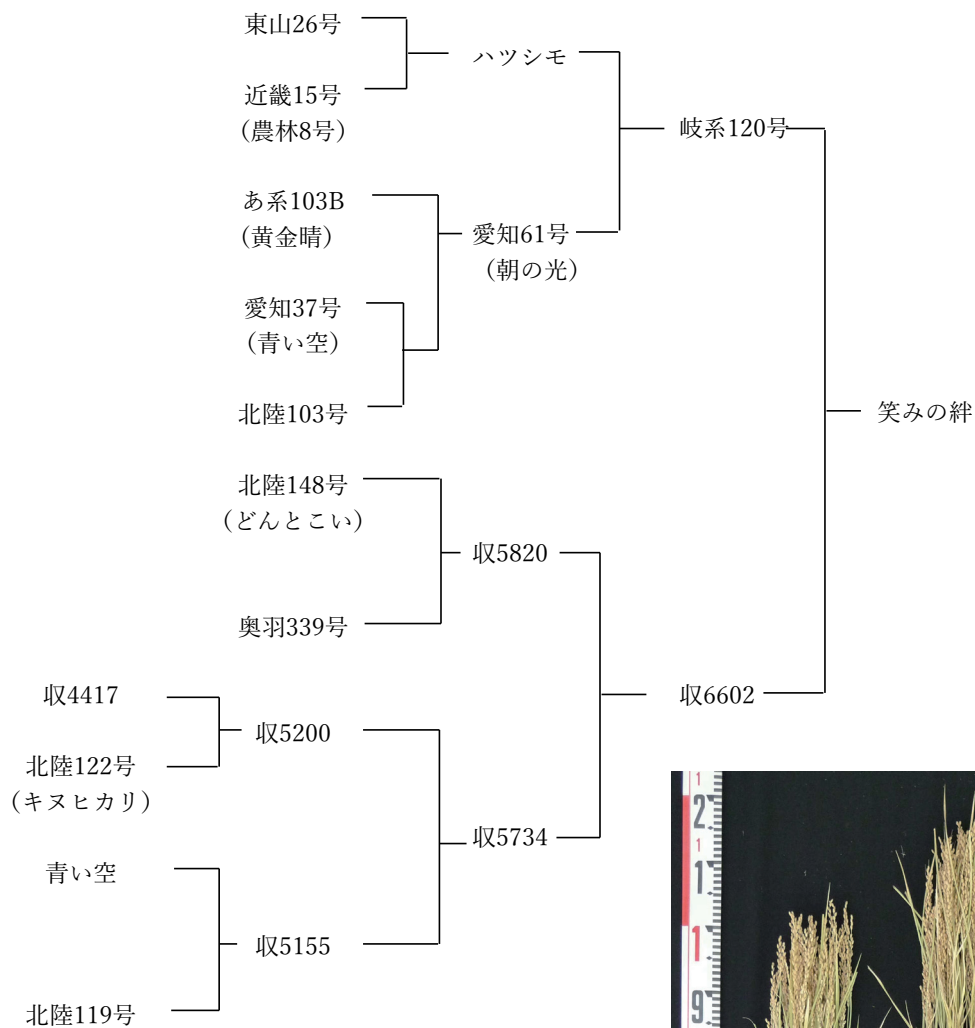 東山26号
ハツシモ
近畿15号
(農林8号)
岐系120号
あ系103B
(黄金晴)
愛知61号
(朝の光)
愛知37号
(青い空)
北陸103号
笑みの絆
北陸148号
(どんとこい)
収5820
奥羽339号
収4417
収6602
収5200
北陸122号
(キヌヒカリ)
収5734
青い空
収5155
北陸119号
1
2
1
1
1
9